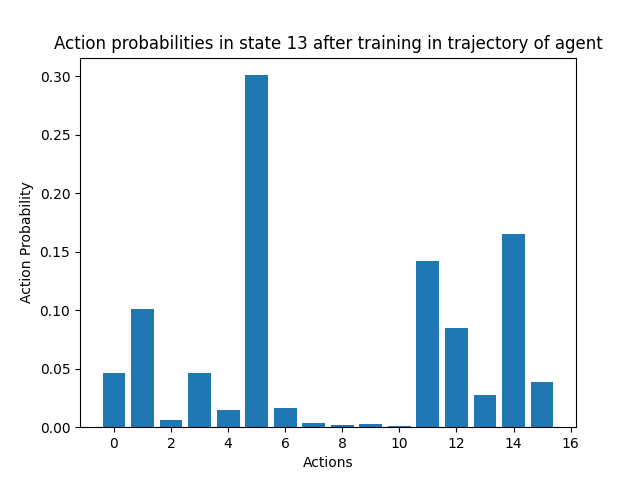 Action probabilities in state 13 after training in trajectory of agent
0.30
0.25
0.20
0.15
0.10
0.05
0.00
Action Probability
0 2 4 6 8 10 12 14 16
Actions